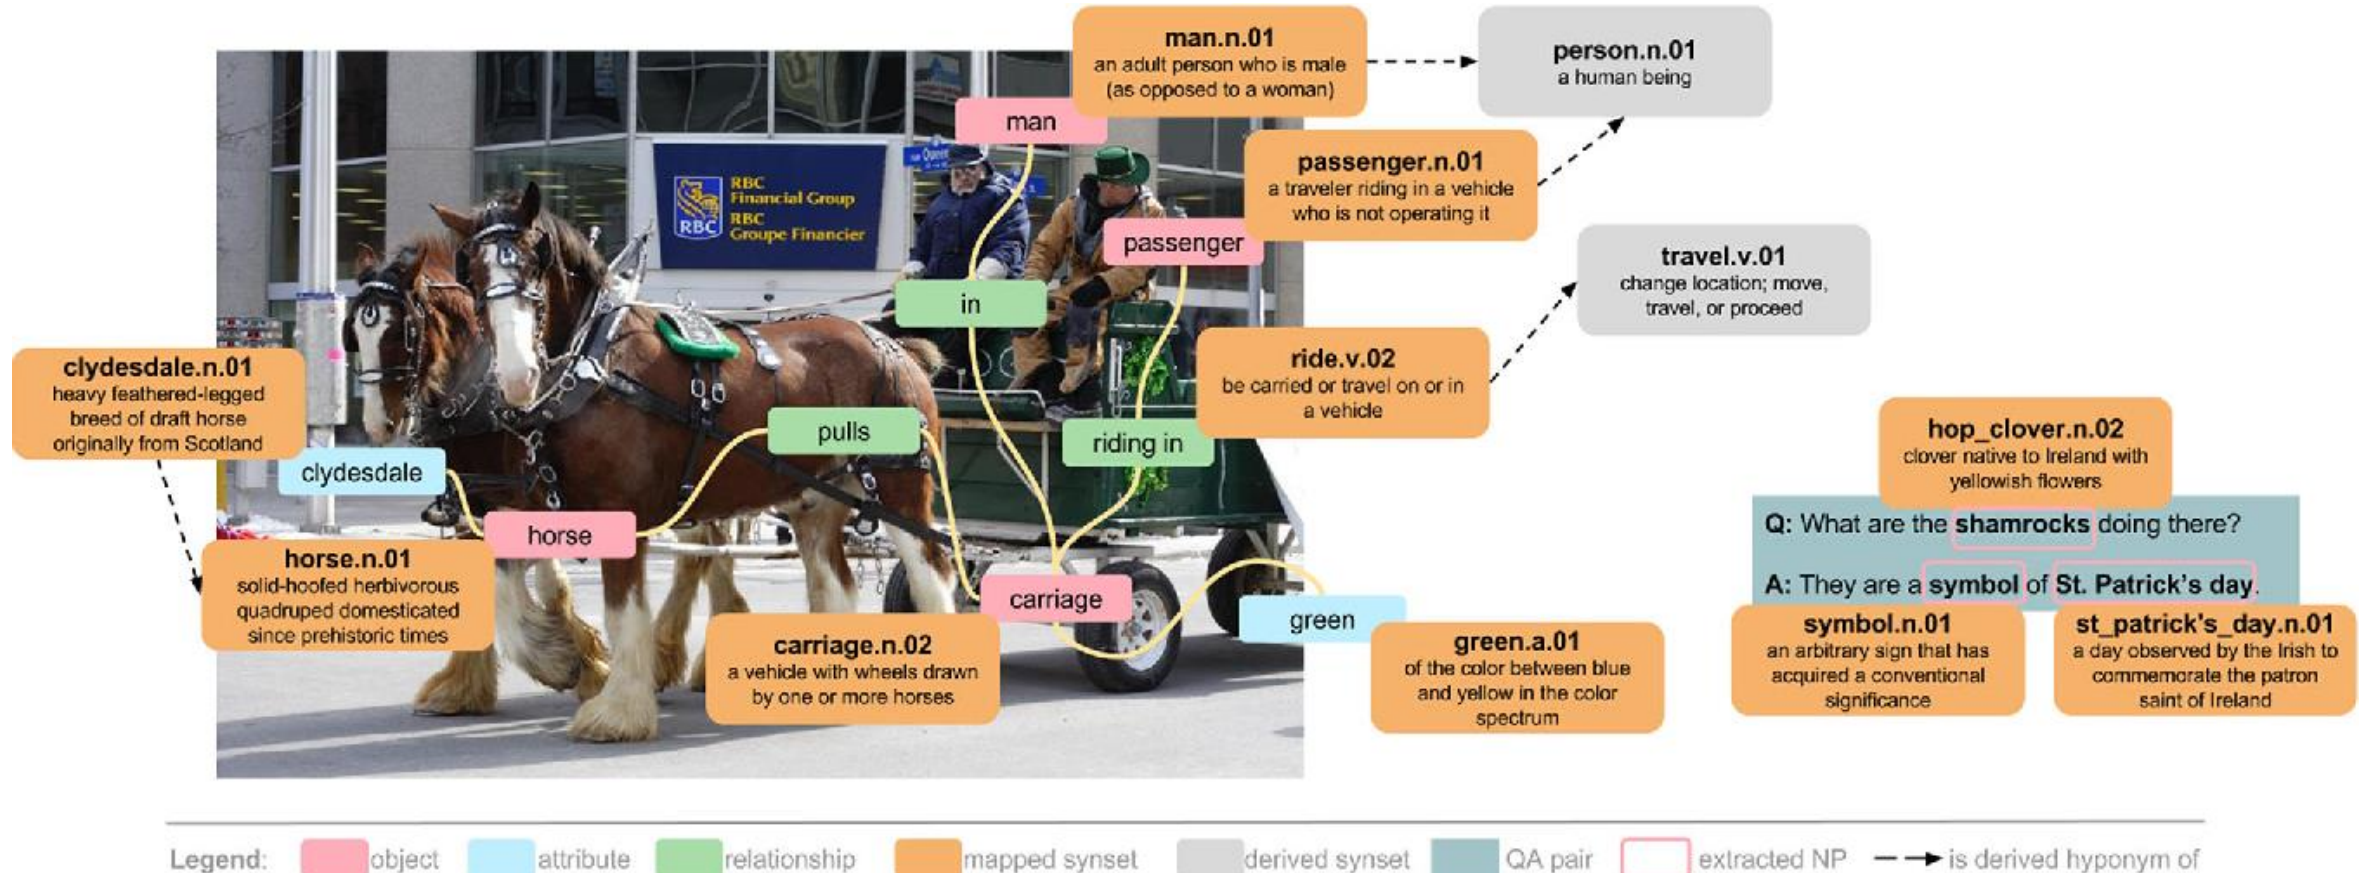 man.n.01
an adult person who is male
(as opposed to a woman)
person.n.01
a human being
man
passenger.n.01
a traveler riding in a vehicle
who is not operating it
RBC
Financial Group
RBC
Groupe Financier
RBC
Queen
passenger
travel.v.01
change location; move,
travel, or proceed
in
ride.v.02
be carried or travel on or in
a vehicle
clydesdale.n.01
heavy feathered-legged
breed of draft horse
originally from Scotland
pulls
riding in
clydesdale
hop_clover.n.02
clover native to Ireland with
yellowish flowers
Q: What are the shamrocks doing there?
A: They are a symbol of St. Patrick's day.
horse
horse.n.01
solid-hoofed herbivorous
quadruped domesticated
since prehistoric times
carriage
green
carriage.n.02
a vehicle with wheels drawn
by one or more horses
green.a.01
of the color between blue
and yellow in the color
spectrum
symbol.n.01
an arbitrary sign that has
acquired a conventional
significance
st_patrick's_day.n.01
a day observed by the Irish to
commemorate the patron
saint of Ireland
Legend: object attribute relationship mapped synset derived synset QA pair extracted NP is derived hyponym of